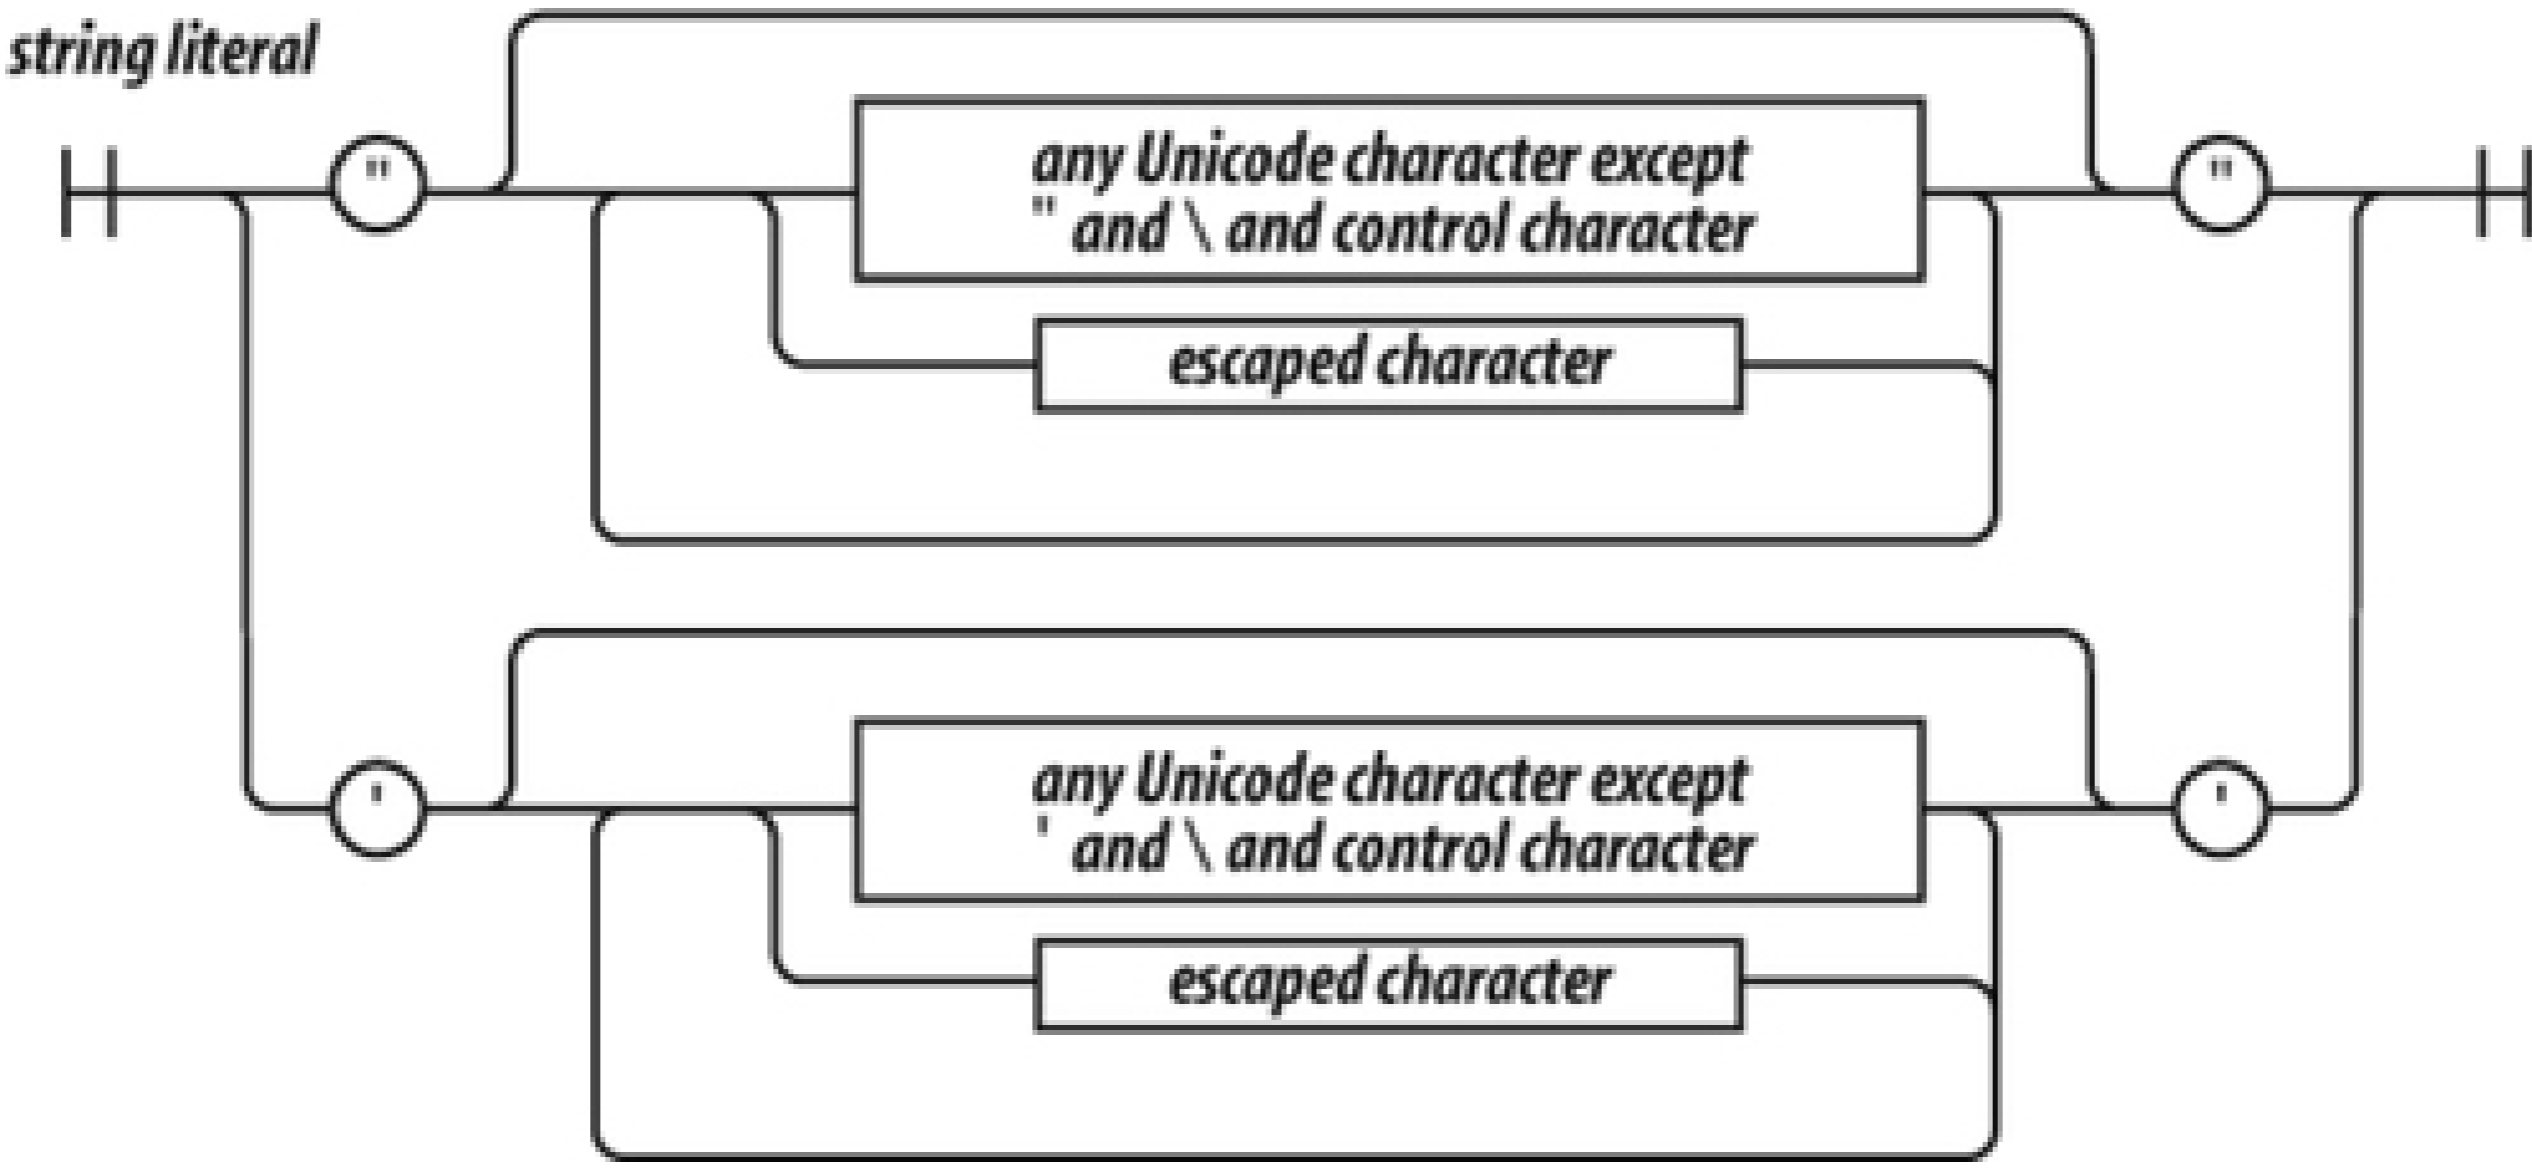 string literal
"
any Unicode character except
" and \ and control character
"
escaped character
'
any Unicode character except
' and \ and control character
'
escaped character